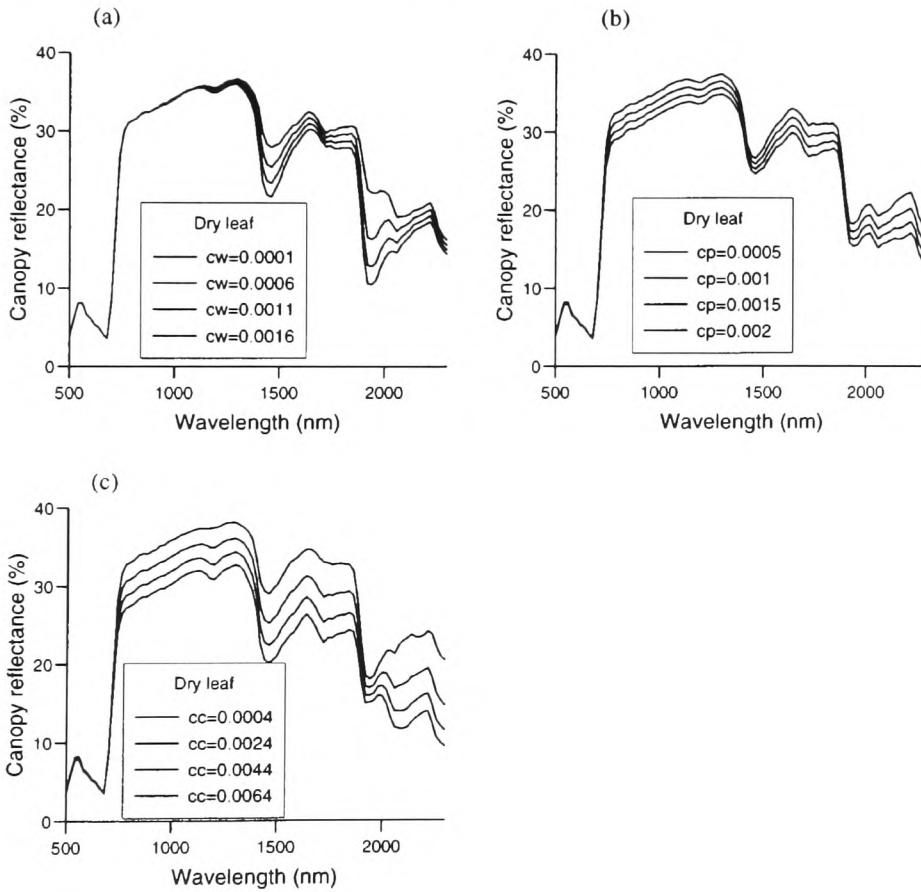 (a)
40
30
20
10
0
Canopy reflectance (%)
Dry leaf
cw=0.0001
cw=0.0006
cw=0.0011
cw=0.0016
500
1000
1500
2000
Wavelength (nm)
(b)
40
30
20
10
0
Canopy reflectance (%)
Dry leaf
cp=0.0005
cp=0.001
cp=0.0015
cp=0.002
500
1000
1500
2000
Wavelength (nm)
(c)
40
30
20
10
0
Canopy reflectance (%)
Dry leaf
cc=0.0004
cc=0.0024
cc=0.0044
cc=0.0064
500
1000
1500
2000
Wavelength (nm)